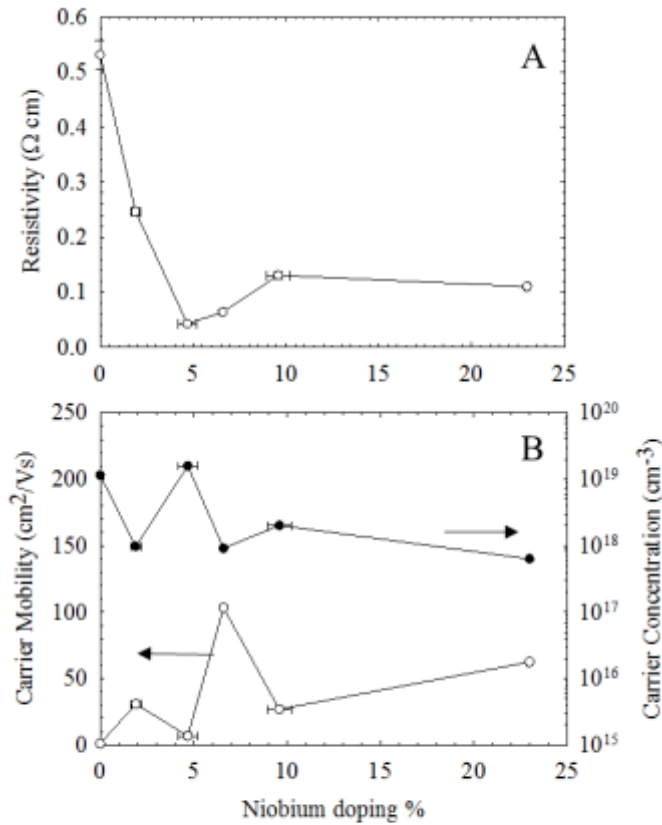 0.6
A
0.5
0.4
0.3
0.2
0.1
0.0
Resistivity (Ω cm)
0 5 10 15 20 25
250 10²⁰
B
200 10¹⁹
150 10¹⁸
100 10¹⁷
50 10¹⁶
0 10¹⁵
Carrier Mobility (cm²/Vs)
Carrier Concentration (cm⁻³)
0 5 10 15 20 25
Niobium doping %